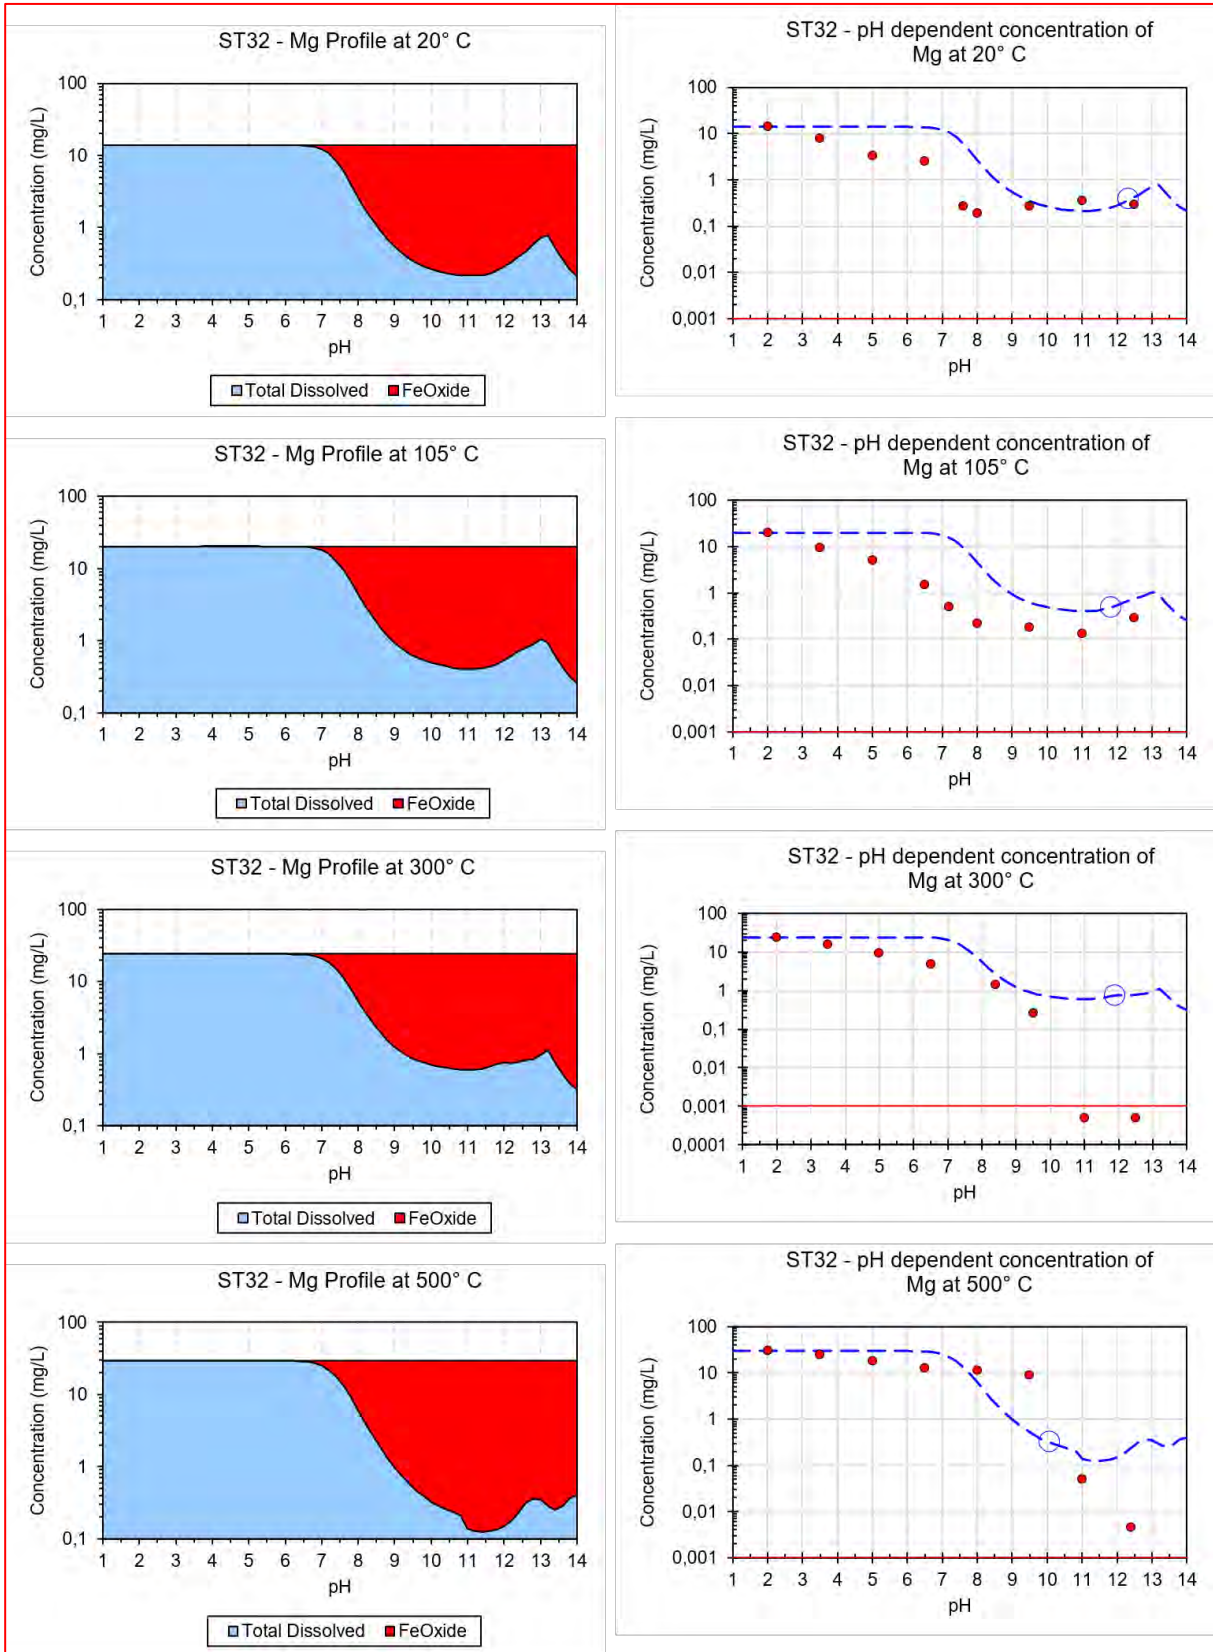 ST32 - Mg Profile at 20° C
100
10
1
0,1
Concentration (mg/L)
1 2 3 4 5 6 7 8 9 10 11 12 13 14
pH
Total Dissolved FeOxide
ST32 - pH dependent concentration of
Mg at 20° C
100
10
1
0,1
0,01
0,001
Concentration (mg/L)
1 2 3 4 5 6 7 8 9 10 11 12 13 14
pH
ST32 - Mg Profile at 105° C
100
10
1
0,1
Concentration (mg/L)
1 2 3 4 5 6 7 8 9 10 11 12 13 14
pH
Total Dissolved FeOxide
ST32 - pH dependent concentration of
Mg at 105° C
100
10
1
0,1
0,01
0,001
Concentration (mg/L)
1 2 3 4 5 6 7 8 9 10 11 12 13 14
pH
ST32 - Mg Profile at 300° C
100
10
1
0,1
Concentration (mg/L)
1 2 3 4 5 6 7 8 9 10 11 12 13 14
pH
Total Dissolved FeOxide
ST32 - pH dependent concentration of
Mg at 300° C
100
10
1
0,1
0,01
0,001
0,0001
Concentration (mg/L)
1 2 3 4 5 6 7 8 9 10 11 12 13 14
pH
ST32 - Mg Profile at 500° C
100
10
1
0,1
Concentration (mg/L)
1 2 3 4 5 6 7 8 9 10 11 12 13 14
pH
Total Dissolved FeOxide
ST32 - pH dependent concentration of
Mg at 500° C
100
10
1
0,1
0,01
0,001
Concentration (mg/L)
1 2 3 4 5 6 7 8 9 10 11 12 13 14
pH